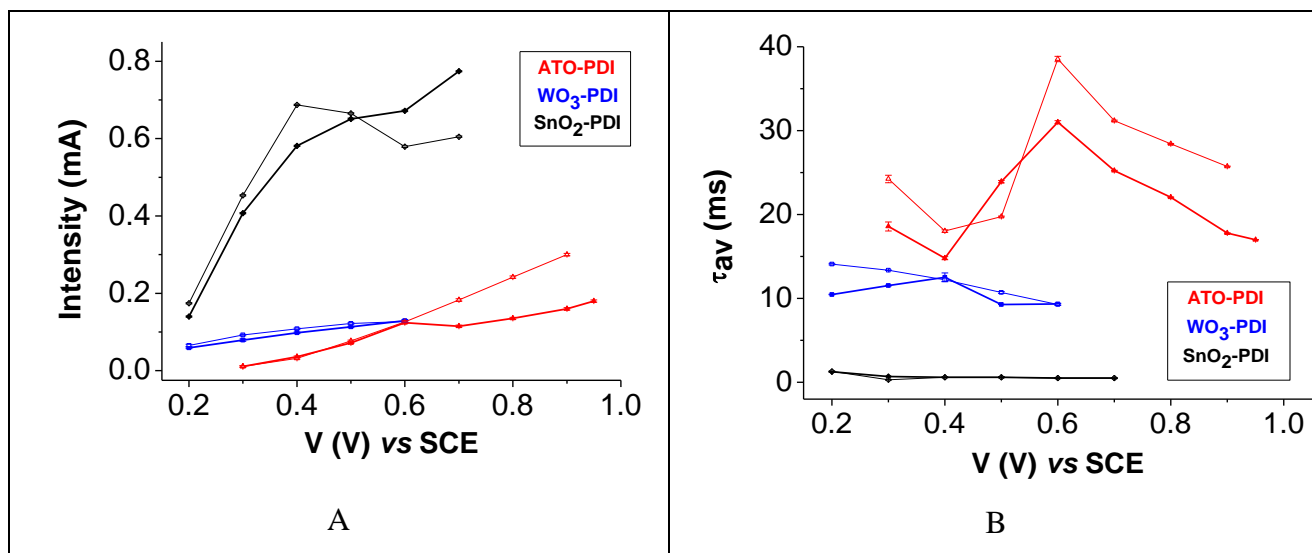 0.8
0.6
0.4
0.2
0.0
Intensity (mA)
ATO-PDI
WO3-PDI
SnO2-PDI
0.2 0.4 0.6 0.8 1.0
V (V) vs SCE
A
40
30
20
10
0
τav (ms)
ATO-PDI
WO3-PDI
SnO2-PDI
0.2 0.4 0.6 0.8 1.0
V (V) vs SCE
B